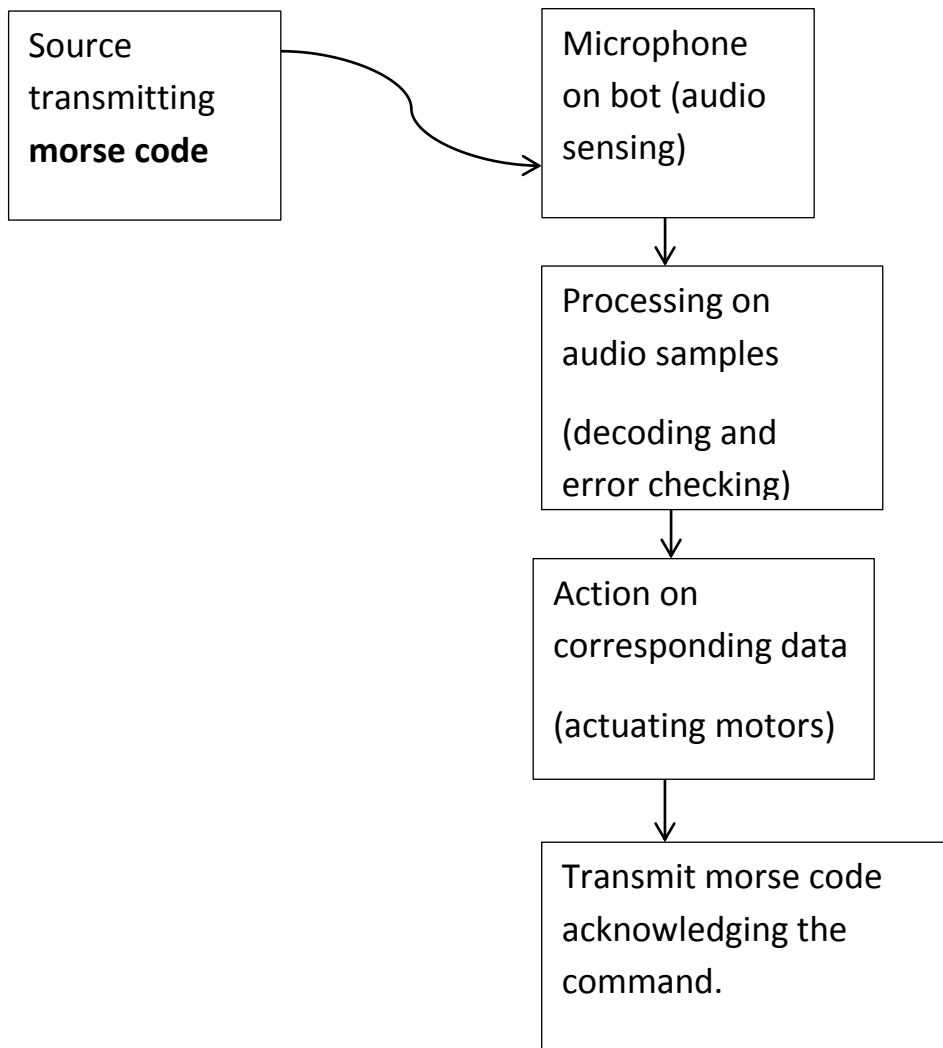 Source
transmitting
morse code
Microphone
on bot (audio
sensing)
Processing on
audio samples
(decoding and
error checking)
Action on
corresponding data
(actuating motors)
Transmit morse code
acknowledging the
command.